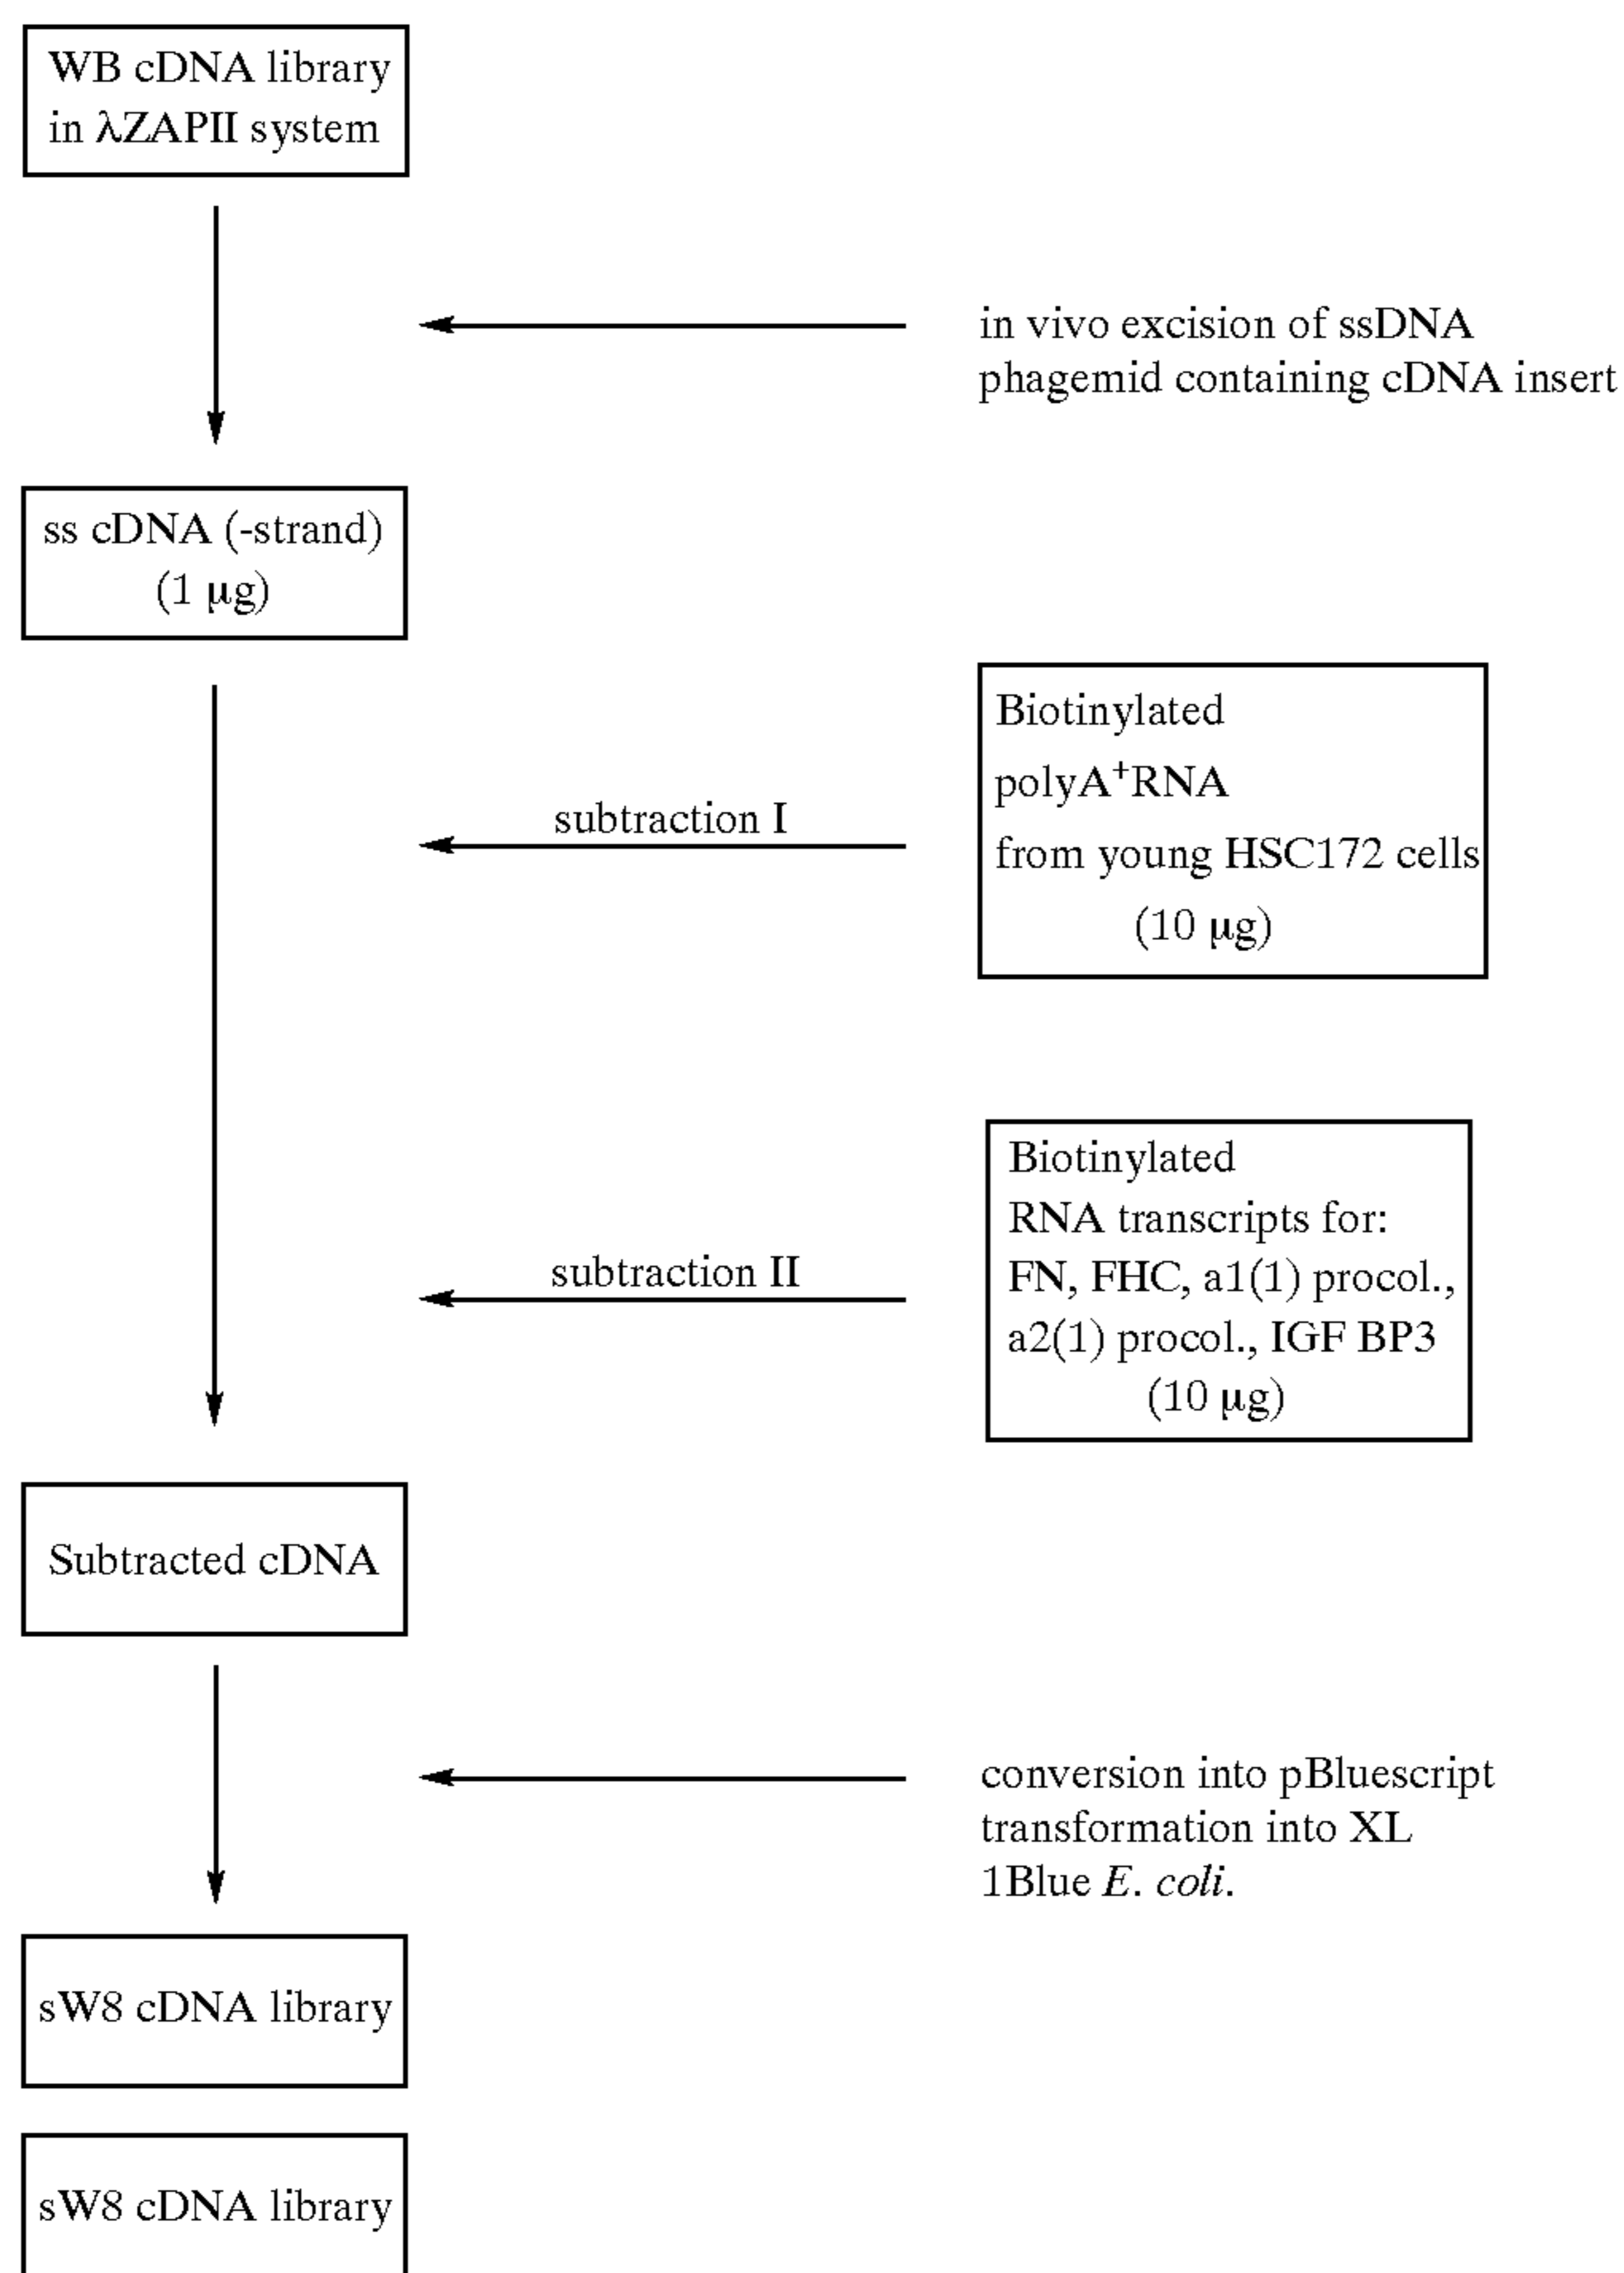 WB cDNA library
in λZAPII system
in vivo excision of ssDNA
phagemid containing cDNA insert
ss cDNA (-strand)
(1 μg)
Biotinylated
polyA⁺RNA
from young HSC172 cells
(10 μg)
subtraction I
Biotinylated
RNA transcripts for:
FN, FHC, a1(1) procol.,
a2(1) procol., IGF BP3
(10 μg)
subtraction II
Subtracted cDNA
conversion into pBluescript
transformation into XL
1Blue E. coli.
sW8 cDNA library
sW8 cDNA library